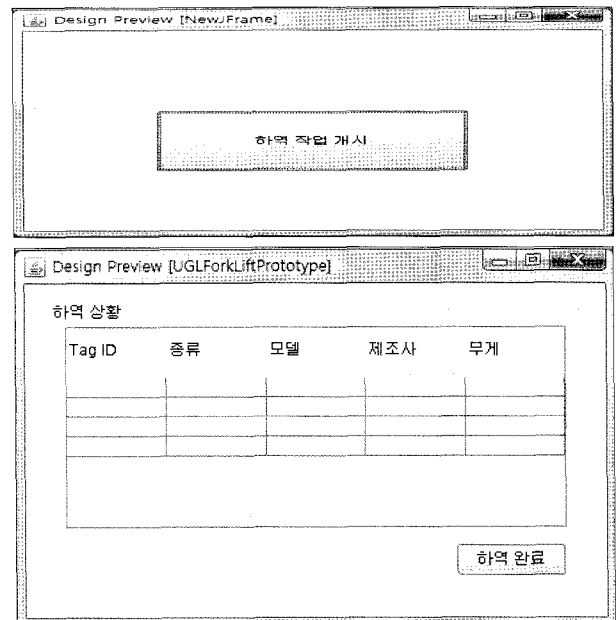 Design Preview [NewJFrame]
하역 작업 개시
Design Preview [UGLForkLiftPrototype]
하역 상황
Tag ID 종류 모델 제조사 무게
하역 완료